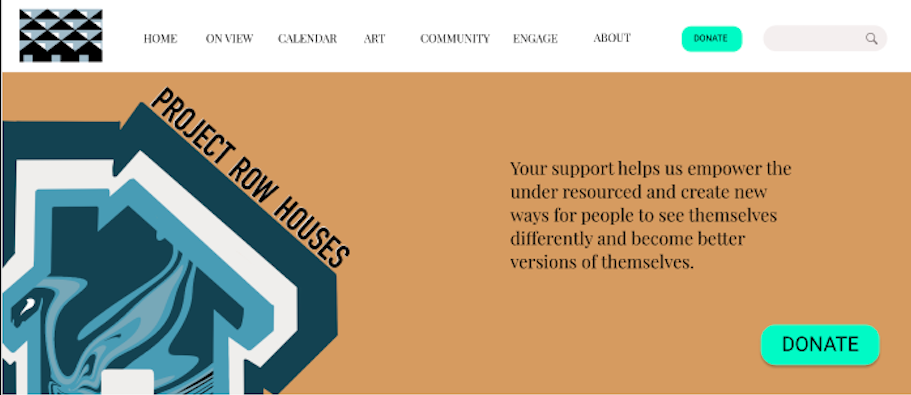 HOME
ON VIEW
CALENDAR
ART
COMMUNITY
ENGAGE
ABOUT
DONATE
PROJECT ROW HOUSES
Your support helps us empower the
under resourced and create new
ways for people to see themselves
differently and become better
versions of themselves.
DONATE